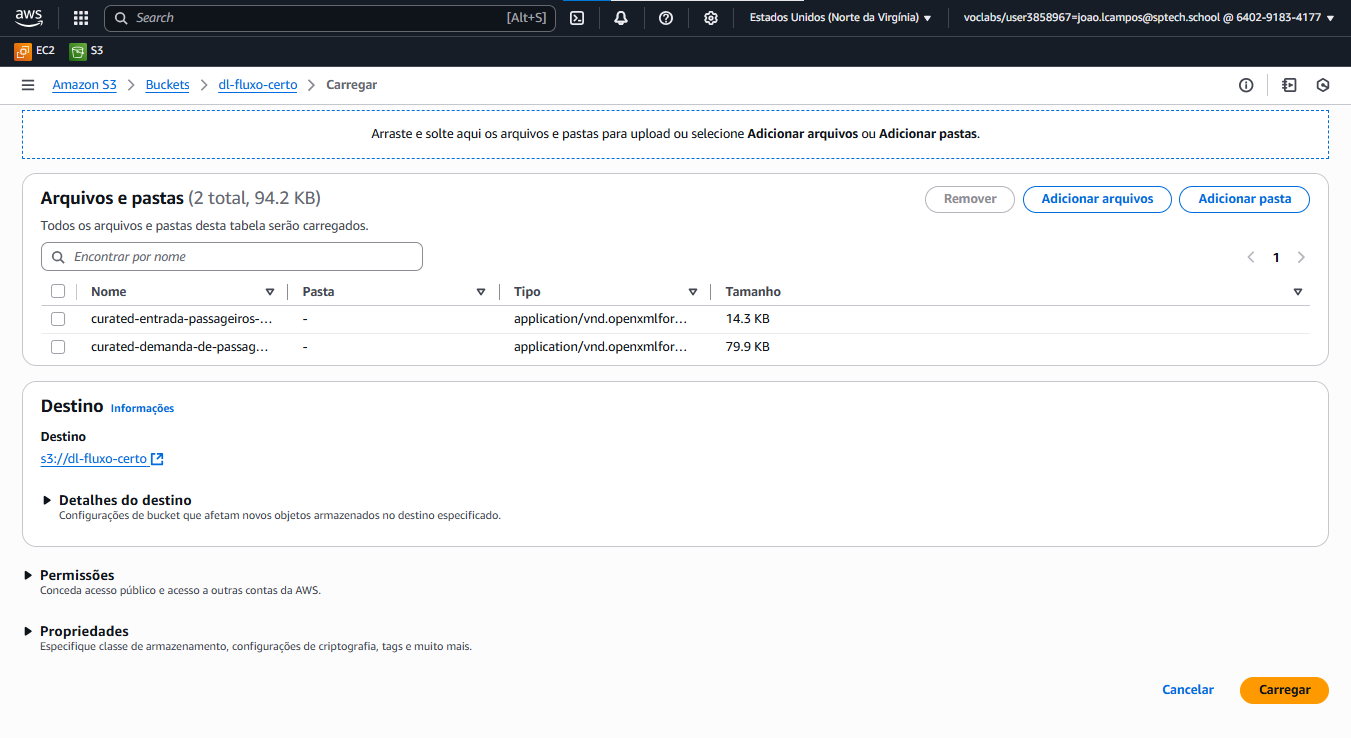 aws Search [Alt+S] Estados Unidos (Norte da Virgínia) voclabs/user3858967=joao.lcampos@sptech.school @ 6402-9183-4177
EC2 S3
Amazon S3 Buckets dl-fluxo-certo Carregar
Arraste e solte aqui os arquivos e pastas para upload ou selecione Adicionar arquivos ou Adicionar pastas.
Arquivos e pastas (2 total, 94.2 KB) Remover Adicionar arquivos Adicionar pasta
Todos os arquivos e pastas desta tabela serão carregados.
Encontrar por nome 1
Nome Pasta Tipo Tamanho
curated-entrada-passageiros-... - application/vnd.openxmlfor... 14.3 KB
curated-demanda-de-passag... - application/vnd.openxmlfor... 79.9 KB
Destino Informações
Destino
s3://dl-fluxo-certo
Detalhes do destino
Configurações de bucket que afetam novos objetos armazenados no destino especificado.
Permissões
Conceda acesso público e acesso a outras contas da AWS.
Propriedades
Especifique classe de armazenamento, configurações de criptografia, tags e muito mais.
Cancelar Carregar